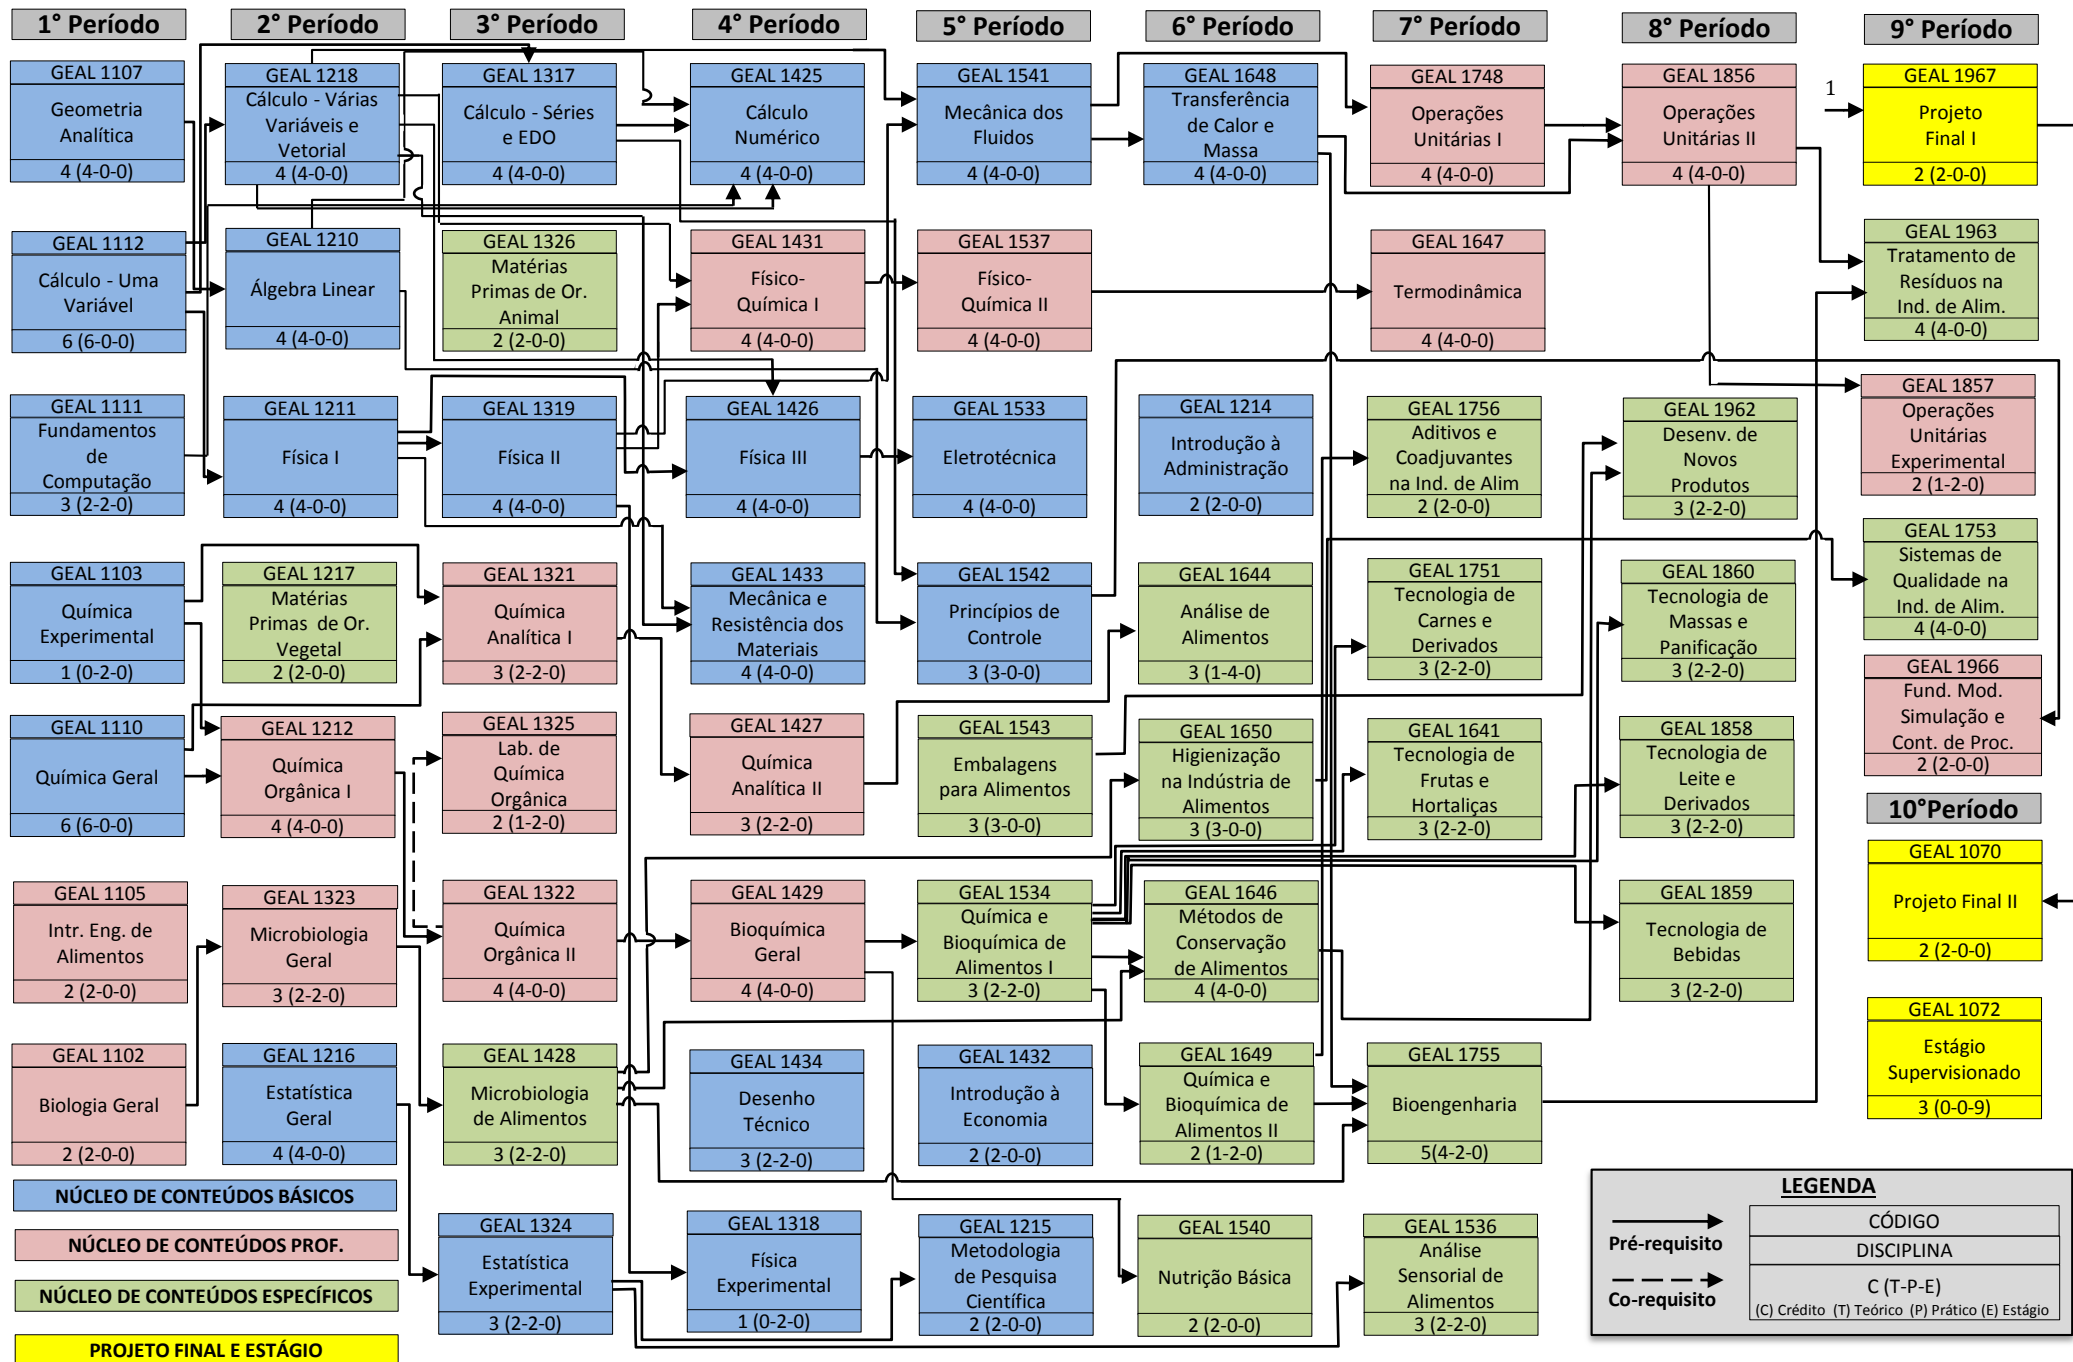 1° Período
2° Período
3° Período
4° Período
5° Período
6° Período
7° Período
8° Período
9° Período
GEAL 1107
Geometria
Analítica
4 (4-0-0)
GEAL 1218
Cálculo - Várias
Variáveis e
Vetorial
4 (4-0-0)
GEAL 1317
Cálculo - Séries
e EDO
4 (4-0-0)
GEAL 1425
Cálculo
Numérico
4 (4-0-0)
GEAL 1541
Mecânica dos
Fluidos
4 (4-0-0)
GEAL 1648
Transferência
de Calor e
Massa
4 (4-0-0)
GEAL 1748
Operações
Unitárias I
4 (4-0-0)
GEAL 1856
Operações
Unitárias II
4 (4-0-0)
1
GEAL 1967
Projeto
Final I
2 (2-0-0)
GEAL 1112
Cálculo - Uma
Variável
6 (6-0-0)
GEAL 1210
Álgebra Linear
4 (4-0-0)
GEAL 1326
Matérias
Primas de Or.
Animal
2 (2-0-0)
GEAL 1431
Físico-
Química I
4 (4-0-0)
GEAL 1537
Físico-
Química II
4 (4-0-0)
GEAL 1647
Termodinâmica
4 (4-0-0)
GEAL 1963
Tratamento de
Resíduos na
Ind. de Alim.
4 (4-0-0)
GEAL 1111
Fundamentos
de
Computação
3 (2-2-0)
GEAL 1211
Física I
4 (4-0-0)
GEAL 1319
Física II
4 (4-0-0)
GEAL 1426
Física III
4 (4-0-0)
GEAL 1533
Eletrotécnica
4 (4-0-0)
GEAL 1214
Introdução à
Administração
2 (2-0-0)
GEAL 1756
Aditivos e
Coadjuvantes
na Ind. de Alim
2 (2-0-0)
GEAL 1962
Desenv. de
Novos
Produtos
3 (2-2-0)
GEAL 1857
Operações
Unitárias
Experimental
2 (1-2-0)
GEAL 1103
Química
Experimental
1 (0-2-0)
GEAL 1217
Matérias
Primas de Or.
Vegetal
2 (2-0-0)
GEAL 1321
Química
Analítica I
3 (2-2-0)
GEAL 1433
Mecânica e
Resistência dos
Materiais
4 (4-0-0)
GEAL 1542
Princípios de
Controle
3 (3-0-0)
GEAL 1644
Análise de
Alimentos
3 (1-4-0)
GEAL 1751
Tecnologia de
Carnes e
Derivados
3 (2-2-0)
GEAL 1860
Tecnologia de
Massas e
Panificação
3 (2-2-0)
GEAL 1753
Sistemas de
Qualidade na
Ind. de Alim.
4 (4-0-0)
GEAL 1110
Química Geral
6 (6-0-0)
GEAL 1212
Química
Orgânica I
4 (4-0-0)
GEAL 1325
Lab. de
Química
Orgânica
2 (1-2-0)
GEAL 1427
Química
Analítica II
3 (2-2-0)
GEAL 1543
Embalagens
para Alimentos
3 (3-0-0)
GEAL 1650
Higienização
na Indústria de
Alimentos
3 (3-0-0)
GEAL 1641
Tecnologia de
Frutas e
Hortaliças
3 (2-2-0)
GEAL 1858
Tecnologia de
Leite e
Derivados
3 (2-2-0)
GEAL 1966
Fund. Mod.
Simulação e
Cont. de Proc.
2 (2-0-0)
10°Período
GEAL 1105
Intr. Eng. de
Alimentos
2 (2-0-0)
GEAL 1323
Microbiologia
Geral
3 (2-2-0)
GEAL 1322
Química
Orgânica II
4 (4-0-0)
GEAL 1429
Bioquímica
Geral
4 (4-0-0)
GEAL 1534
Química e
Bioquímica de
Alimentos I
3 (2-2-0)
GEAL 1646
Métodos de
Conservação
de Alimentos
4 (4-0-0)
GEAL 1859
Tecnologia de
Bebidas
3 (2-2-0)
GEAL 1070
Projeto Final II
2 (2-0-0)
GEAL 1102
Biologia Geral
2 (2-0-0)
GEAL 1216
Estatística
Geral
4 (4-0-0)
GEAL 1428
Microbiologia
de Alimentos
3 (2-2-0)
GEAL 1434
Desenho
Técnico
3 (2-2-0)
GEAL 1432
Introdução à
Economia
2 (2-0-0)
GEAL 1649
Química e
Bioquímica de
Alimentos II
2 (1-2-0)
GEAL 1755
Bioengenharia
5(4-2-0)
GEAL 1072
Estágio
Supervisionado
3 (0-0-9)
NÚCLEO DE CONTEÚDOS BÁSICOS
NÚCLEO DE CONTEÚDOS PROF.
NÚCLEO DE CONTEÚDOS ESPECÍFICOS
PROJETO FINAL E ESTÁGIO
GEAL 1324
Estatística
Experimental
3 (2-2-0)
GEAL 1318
Física
Experimental
1 (0-2-0)
GEAL 1215
Metodologia
de Pesquisa
Científica
2 (2-0-0)
GEAL 1540
Nutrição Básica
2 (2-0-0)
GEAL 1536
Análise
Sensorial de
Alimentos
3 (2-2-0)
LEGENDA
Pré-requisito
Co-requisito
CÓDIGO
DISCIPLINA
C (T-P-E)
(C) Crédito (T) Teórico (P) Prático (E) Estágio